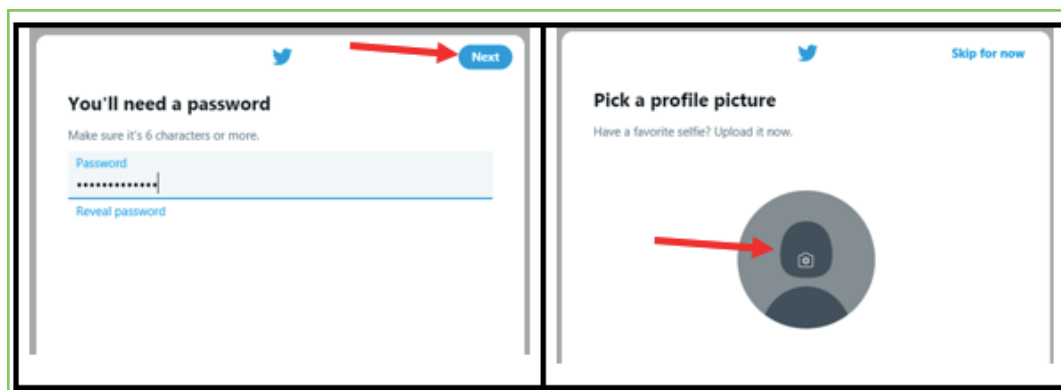 Next
You'll need a password
Make sure it's 6 characters or more.
Password
•••••••••••••
Reveal password
Skip for now
Pick a profile picture
Have a favorite selfie? Upload it now.